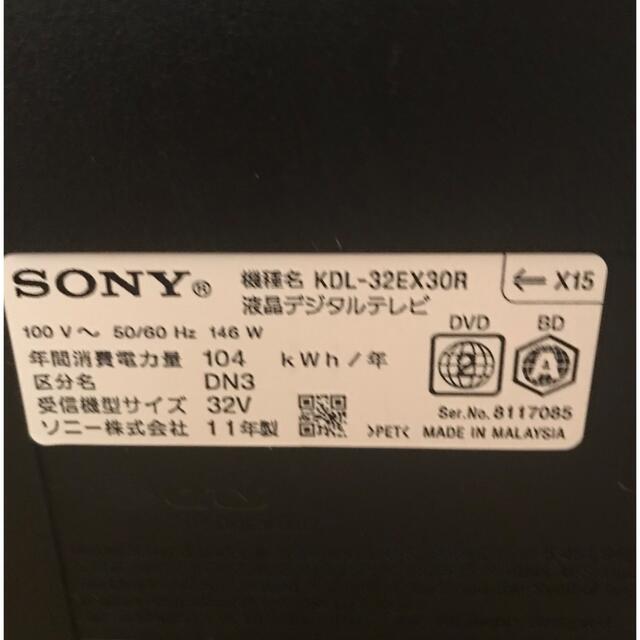 SONY® 機種名 KDL-32EX30R ← X15
液晶デジタルテレビ
100 V～ 50/60 Hz 146 W DVD BD
年間消費電力量 104 kWh/年 2 A
区分名 DN3
受信機型サイズ 32V Ser.No. 8117085
ソニー株式会社 11年製 >PET< MADE IN MALAYSIA